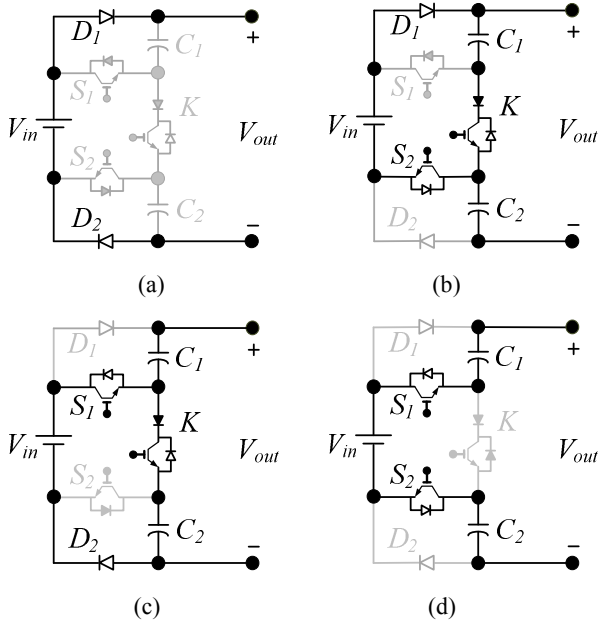 D1 C1 +
S1
Vin K Vout
S2
C2
D2 −
(a)
D1 C1 +
S1
Vin K Vout
S2
C2
D2 −
(b)
D1 C1 +
S1 K
Vin Vout
S2
D2 C2 −
(c)
D1 C1 +
S1 K
Vin Vout
S2
D2 C2 −
(d)